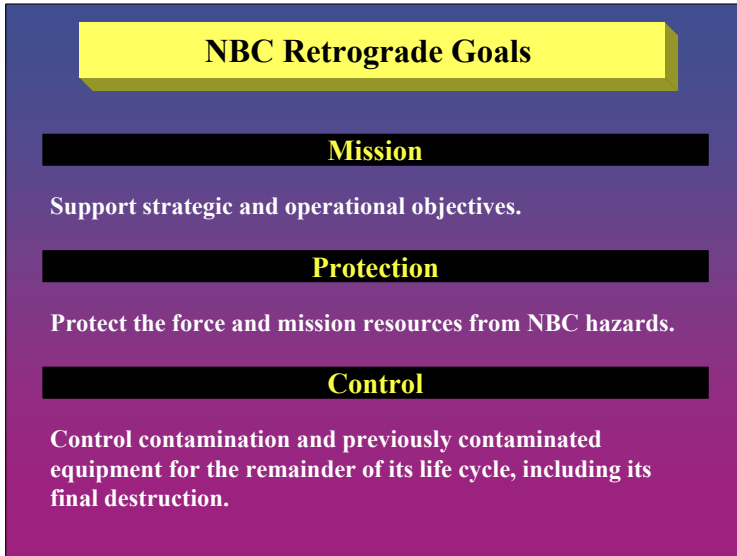 NBC Retrograde Goals
Mission
Support strategic and operational objectives.
Protection
Protect the force and mission resources from NBC hazards.
Control
Control contamination and previously contaminated
equipment for the remainder of its life cycle, including its
final destruction.